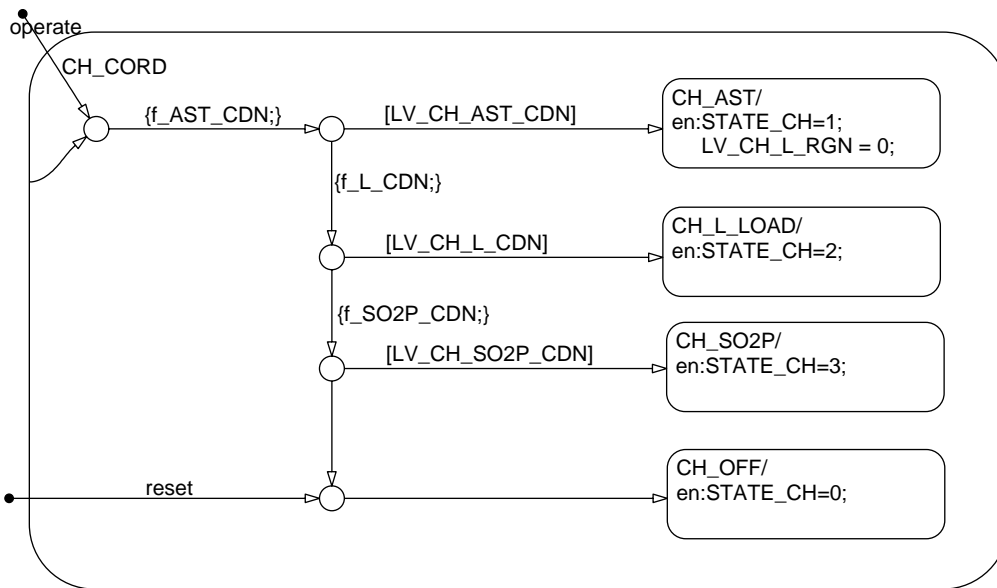 operate
CH_CORD
{f_AST_CDN;}
[LV_CH_AST_CDN]
CH_AST/
en:STATE_CH=1;
LV_CH_L_RGN = 0;
{f_L_CDN;}
[LV_CH_L_CDN]
CH_L_LOAD/
en:STATE_CH=2;
{f_SO2P_CDN;}
[LV_CH_SO2P_CDN]
CH_SO2P/
en:STATE_CH=3;
reset
CH_OFF/
en:STATE_CH=0;